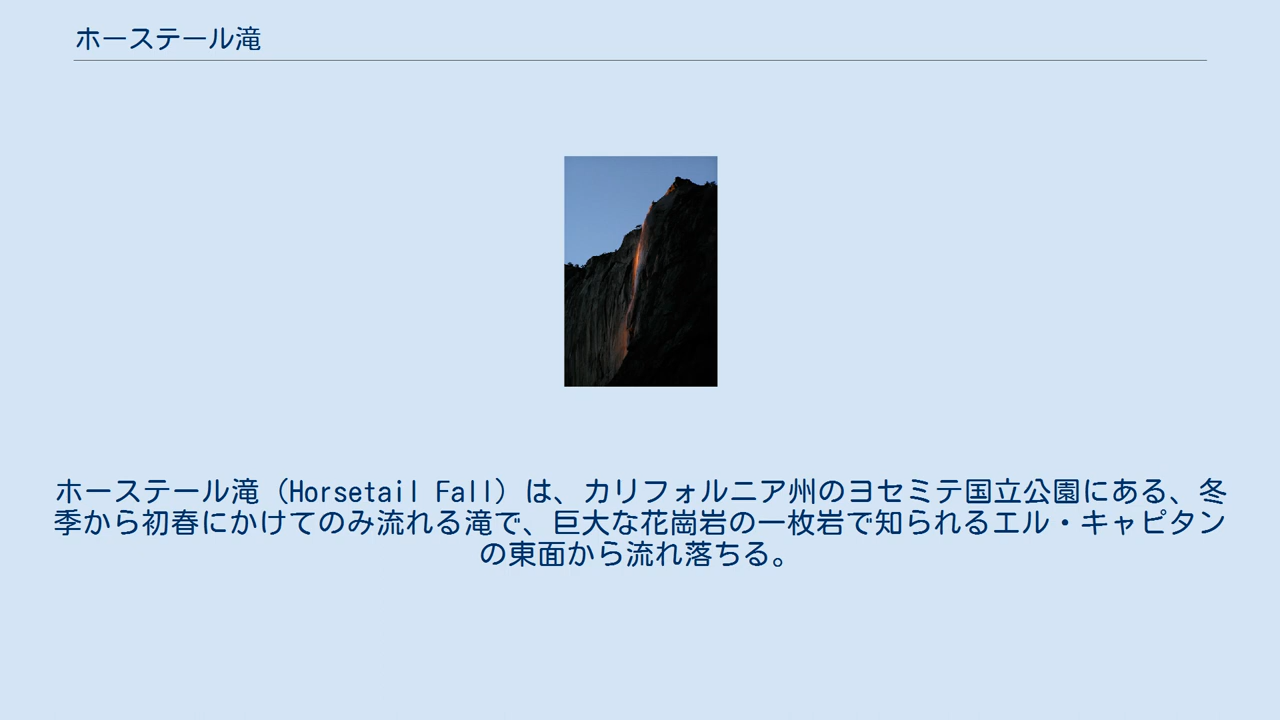 ホーステール滝
ホーステール滝（Horsetail Fall）は、カリフォルニア州のヨセミテ国立公園にある、冬
季から初春にかけてのみ流れる滝で、巨大な花崗岩の一枚岩で知られるエル・キャピタン
の東面から流れ落ちる。